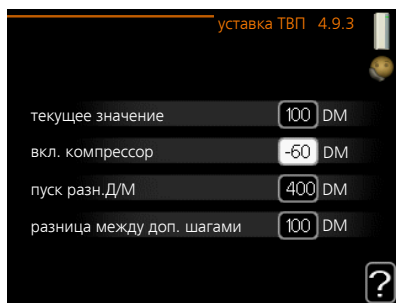 уставка ТВП 4.9.3
текущее значение 100 DM
вкл. компрессор -60 DM
пуск разн.Д/М 400 DM
разница между доп. шагами 100 DM
?